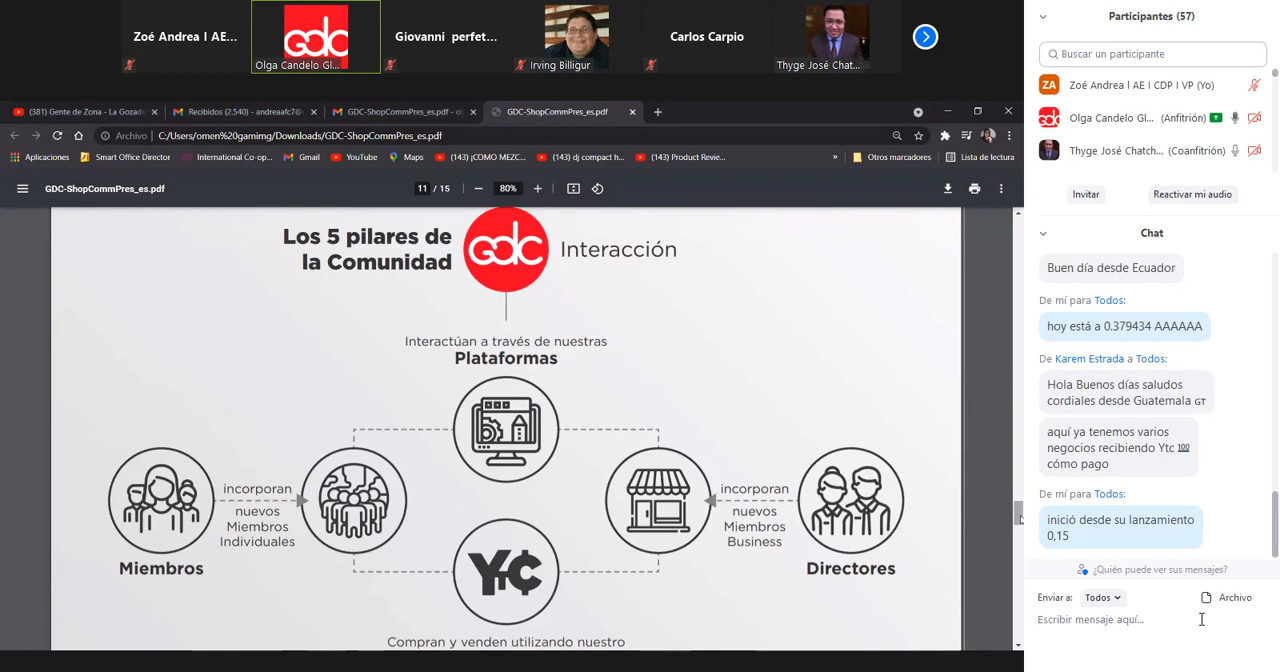 Zoé Andrea l AE...
gdc
Olga Candelo Gl...
Giovanni perfet...
Irving Billigur
Carlos Carpio
Thyge José Chat...
(381) Gente de Zona - La Gozad
Recibidos (2.540) - andreaafc7@
GDC-ShopCommPres_es.pdf - o
GDC-ShopCommPres_es.pdf
Archivo | C:/Users/omen%20gamimg/Downloads/GDC-ShopCommPres_es.pdf
Aplicaciones
Smart Office Director
International Co-op...
Gmail
YouTube
Maps
(143) ¡COMO MEZC...
(143) dj compact h...
(143) Product Revie...
»
Otros marcadores
Lista de lectura
GDC-ShopCommPres_es.pdf
11 / 15
80%
Los 5 pilares de
la Comunidad
gdc
Interacción
Interactúan a través de nuestras
Plataformas
incorporan
nuevos
Miembros
Individuales
Miembros
incorporan
nuevos
Miembros
Business
Directores
YTC
Compran y venden utilizando nuestro
Participantes (57)
Buscar un participante
ZA Zoé Andrea l AE l CDP l VP (Yo)
Olga Candelo Gl... (Anfitrión)
Thyge José Chatch... (Coanfitrión)
Invitar
Reactivar mi audio
Chat
Buen día desde Ecuador
De mí para Todos:
hoy está a 0.379434 AAAAAA
De Karem Estrada a Todos:
Hola Buenos días saludos
cordiales desde Guatemala GT
aquí ya tenemos varios
negocios recibiendo Ytc 💯
cómo pago
De mí para Todos:
inició desde su lanzamiento
0,15
¿Quién puede ver sus mensajes?
Enviar a: Todos
Archivo
Escribir mensaje aquí...